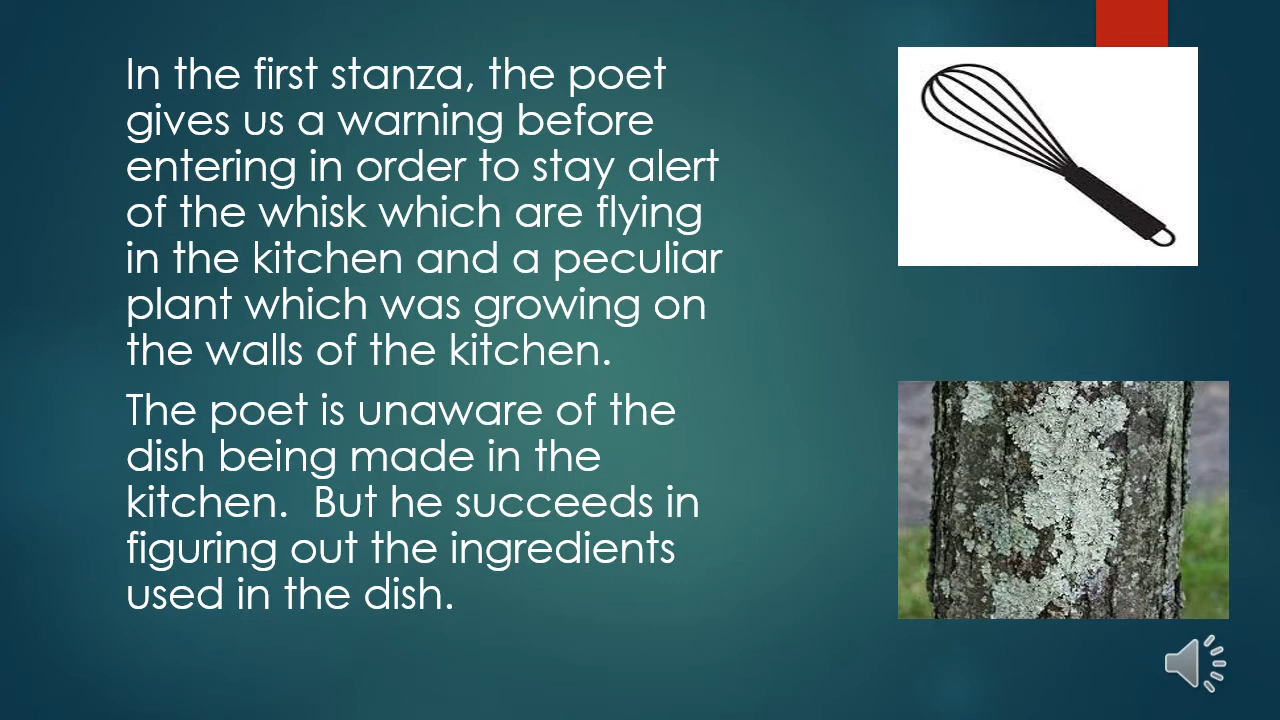 In the first stanza, the poet
gives us a warning before
entering in order to stay alert
of the whisk which are flying
in the kitchen and a peculiar
plant which was growing on
the walls of the kitchen.
The poet is unaware of the
dish being made in the
kitchen.  But he succeeds in
figuring out the ingredients
used in the dish.